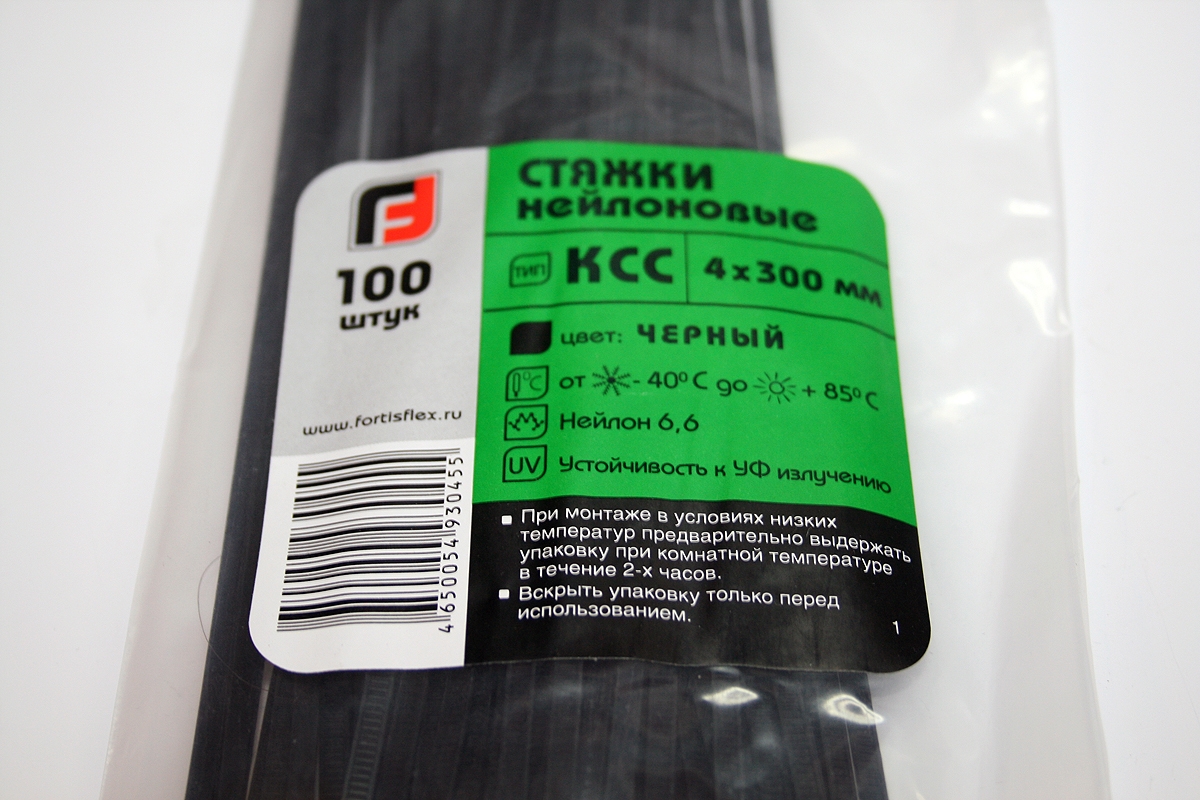 100
штук
www.fortisflex.ru
4650054930455
СТЯЖКИ
нейлоновые
тип КСС 4х300 мм
цвет: ЧЕРНЫЙ
°C от - 40°C до + 85°C
Нейлон 6,6
UV Устойчивость к УФ излучению
При монтаже в условиях низких
температур предварительно выдержать
упаковку при комнатной температуре
в течение 2-х часов.
Вскрыть упаковку только перед
использованием.
1